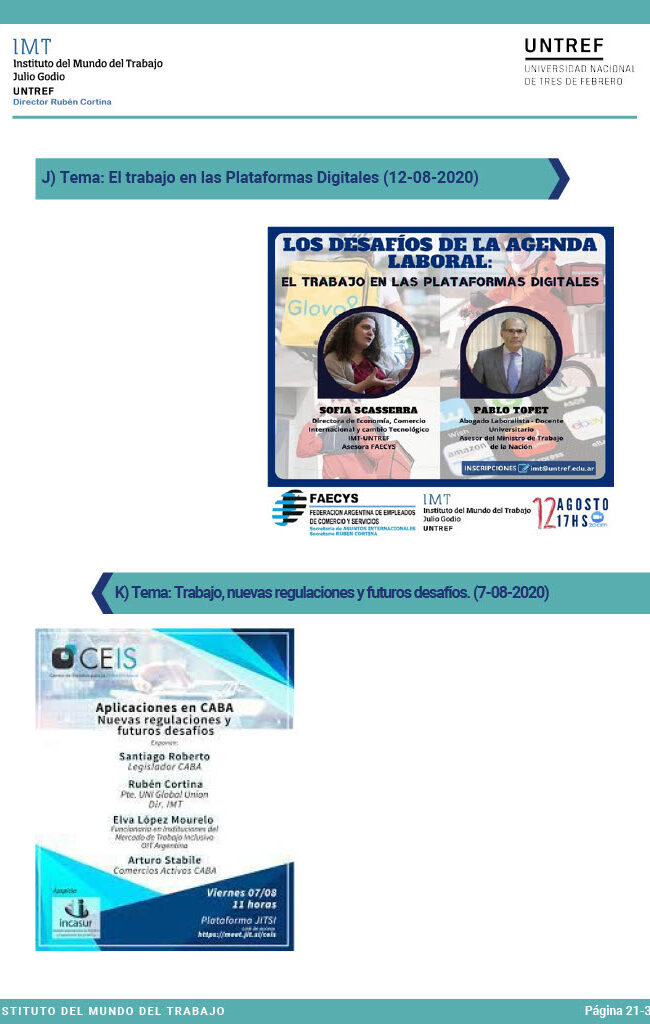 IMT
Instituto del Mundo del Trabajo
Julio Godio
UNTREF
Director Rubén Cortina
UNTREF
UNIVERSIDAD NACIONAL
DE TRES DE FEBRERO
J) Tema: El trabajo en las Plataformas Digitales (12-08-2020)
LOS DESAFÍOS DE LA AGENDA
LABORAL:
EL TRABAJO EN LAS PLATAFORMAS DIGITALES
Glovo
SOFIA SCASSERRA
Directora de Economía, Comercio
Internacional y cambio Tecnológico
IMT-UNTREF
Asesora FAECYS
PABLO TOPET
Abogado Laboralista - Docente
Universitario
Asesor del Ministro de Trabajo
de la Nación
Wish
amazon
ASOS
ebay
INSCRIPCIONES imt@untref.edu.ar
FAECYS
FEDERACION ARGENTINA DE EMPLEADOS
DE COMERCIO Y SERVICIOS
Secretaría de ASUNTOS INTERNACIONALES
Secretario RUBEN CORTINA
IMT
Instituto del Mundo del Trabajo
Julio Godio
UNTREF
12 AGOSTO
17HS
zoom
K) Tema: Trabajo, nuevas regulaciones y futuros desafíos. (7-08-2020)
CEIS
Aplicaciones en CABA
Nuevas regulaciones y
futuros desafíos
Exponen:
Santiago Roberto
Legislador CABA
Rubén Cortina
Pte. UNI Global Union
Dir. IMT
Elva López Mourelo
Funcionaria en Instituciones del
Mercado de Trabajo Inclusivo
OIT Argentina
Arturo Stabile
Comercios Activos CABA
Auspicia:
incasur
Viernes 07/08
11 horas
Plataforma JITSI
Link de acceso:
https://meet.jit.si/ceis
STITUTO DEL MUNDO DEL TRABAJO
Página 21-3